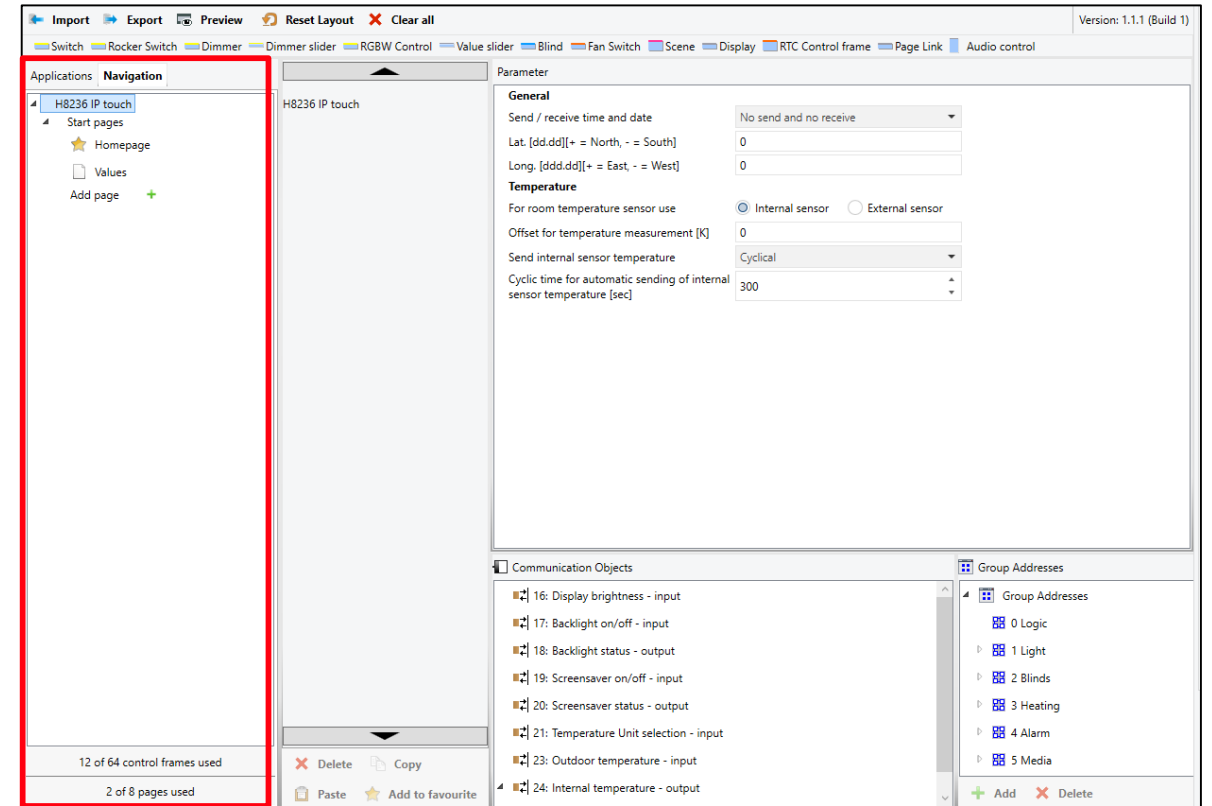 Import Export Preview Reset Layout Clear all Version: 1.1.1 (Build 1)
Switch Rocker Switch Dimmer Dimmer slider RGBW Control Value slider Blind Fan Switch Scene Display RTC Control frame Page Link Audio control
Applications Navigation
H8236 IP touch
Start pages
Homepage
Values
Add page
12 of 64 control frames used
2 of 8 pages used
H8236 IP touch
Delete Copy
Paste Add to favourite
Parameter
General
Send / receive time and date No send and no receive
Lat. [dd.dd][+ = North, - = South] 0
Long. [ddd.dd][+ = East, - = West] 0
Temperature
For room temperature sensor use Internal sensor External sensor
Offset for temperature measurement [K] 0
Send internal sensor temperature Cyclical
Cyclic time for automatic sending of internal
sensor temperature [sec] 300
Communication Objects
16: Display brightness - input
17: Backlight on/off - input
18: Backlight status - output
19: Screensaver on/off - input
20: Screensaver status - output
21: Temperature Unit selection - input
23: Outdoor temperature - input
24: Internal temperature - output
Group Addresses
Group Addresses
0 Logic
1 Light
2 Blinds
3 Heating
4 Alarm
5 Media
Add Delete